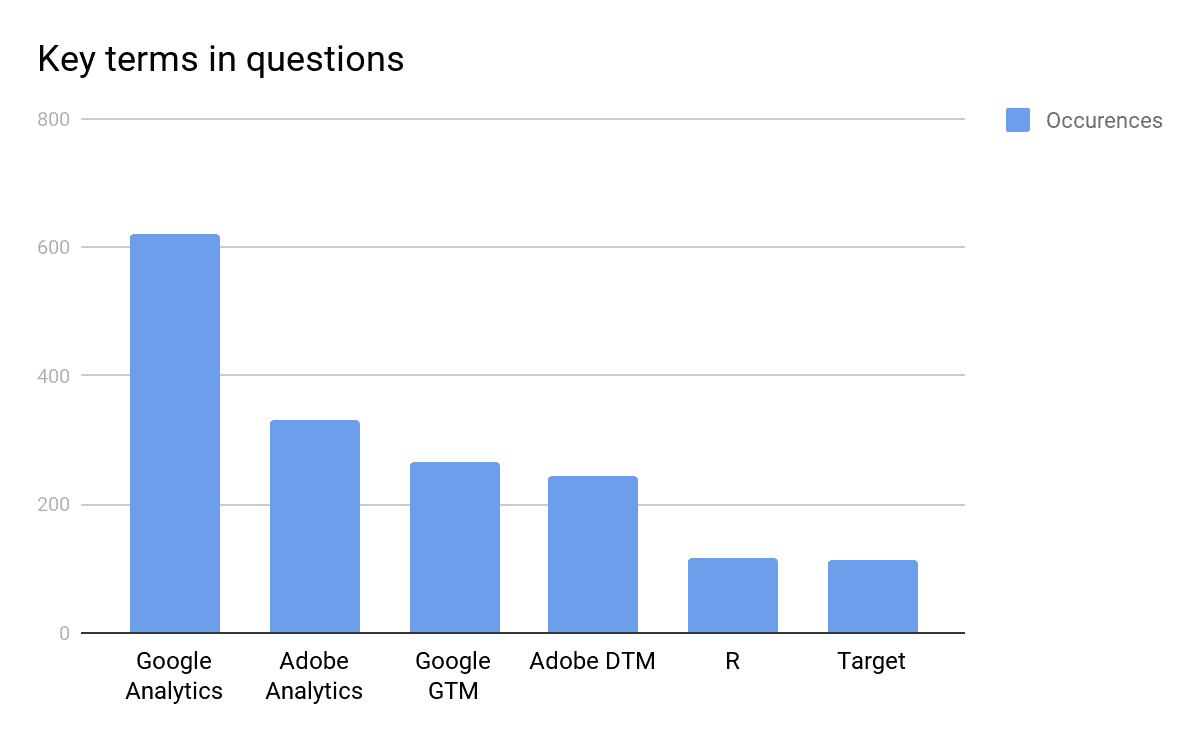 Key terms in questions
800
Occurences
600
400
200
0
Google
Analytics
Adobe
Analytics
Google
GTM
Adobe DTM
R
Target